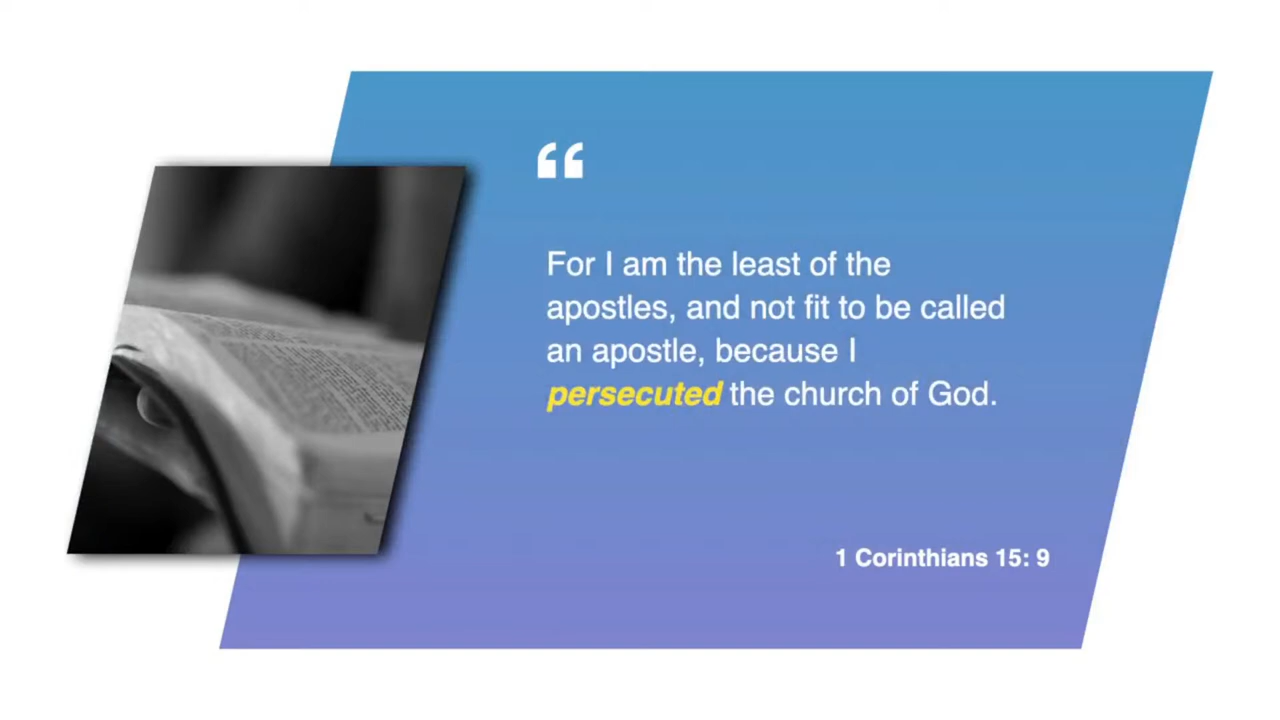 “
For I am the least of the
apostles, and not fit to be called
an apostle, because I
persecuted the church of God.
1 Corinthians 15: 9